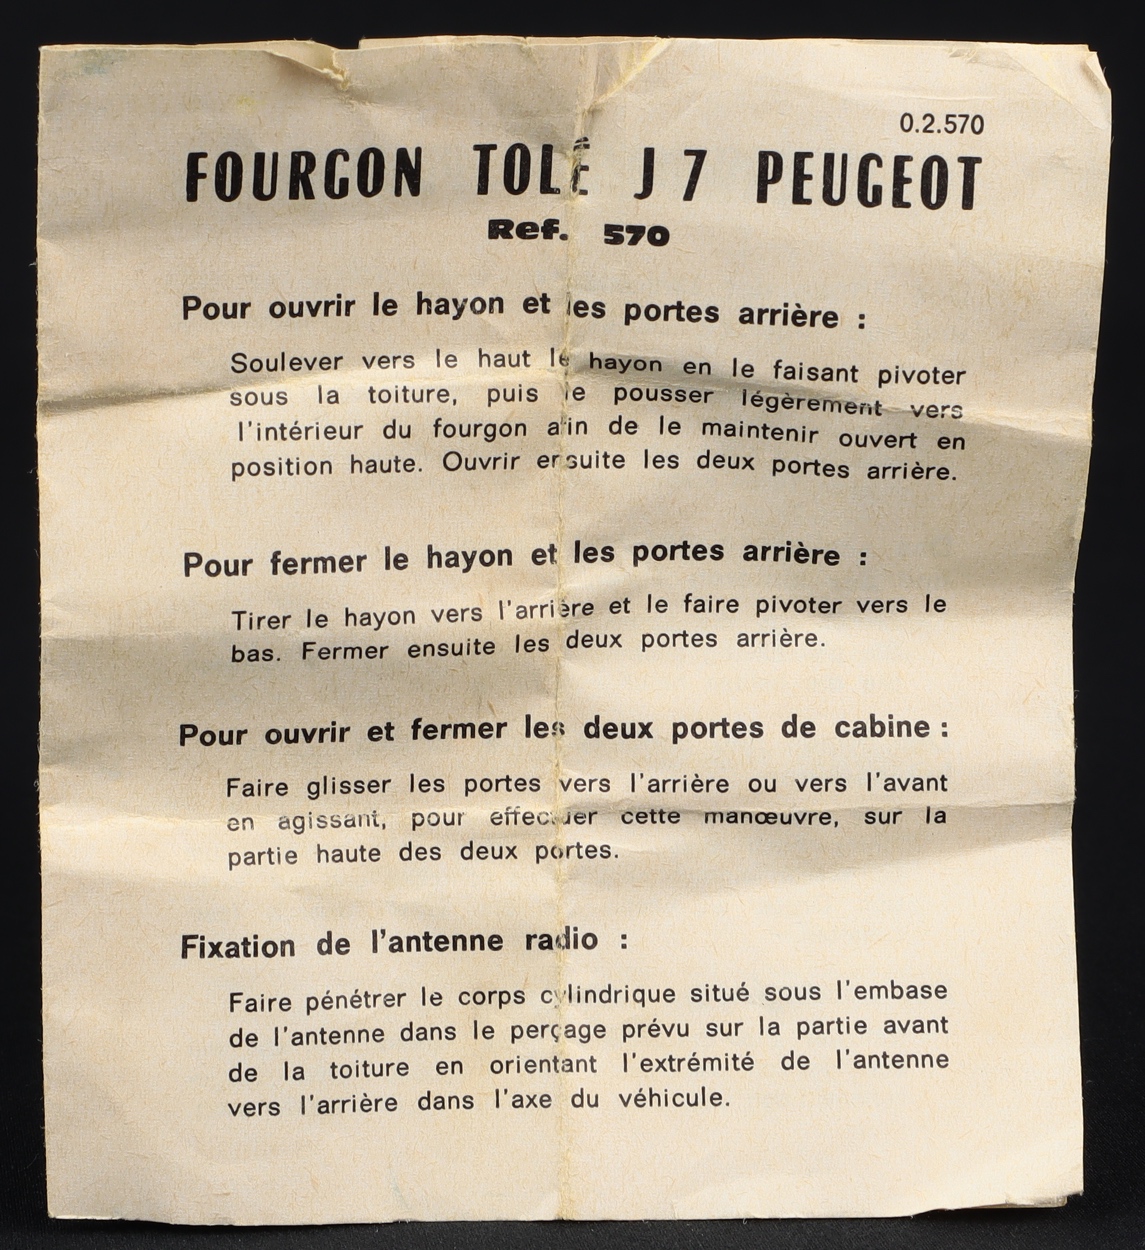 0.2.570
FOURGON TOLÉ J 7 PEUGEOT
Ref. 570
Pour ouvrir le hayon et les portes arrière :
Soulever vers le haut le hayon en le faisant pivoter
sous la toiture, puis le pousser légèrement vers
l'intérieur du fourgon afin de le maintenir ouvert en
position haute. Ouvrir ensuite les deux portes arrière.
Pour fermer le hayon et les portes arrière :
Tirer le hayon vers l'arrière et le faire pivoter vers le
bas. Fermer ensuite les deux portes arrière.
Pour ouvrir et fermer les deux portes de cabine :
Faire glisser les portes vers l'arrière ou vers l'avant
en agissant, pour effectuer cette manœuvre, sur la
partie haute des deux portes.
Fixation de l'antenne radio :
Faire pénétrer le corps cylindrique situé sous l'embase
de l'antenne dans le perçage prévu sur la partie avant
de la toiture en orientant l'extrémité de l'antenne
vers l'arrière dans l'axe du véhicule.